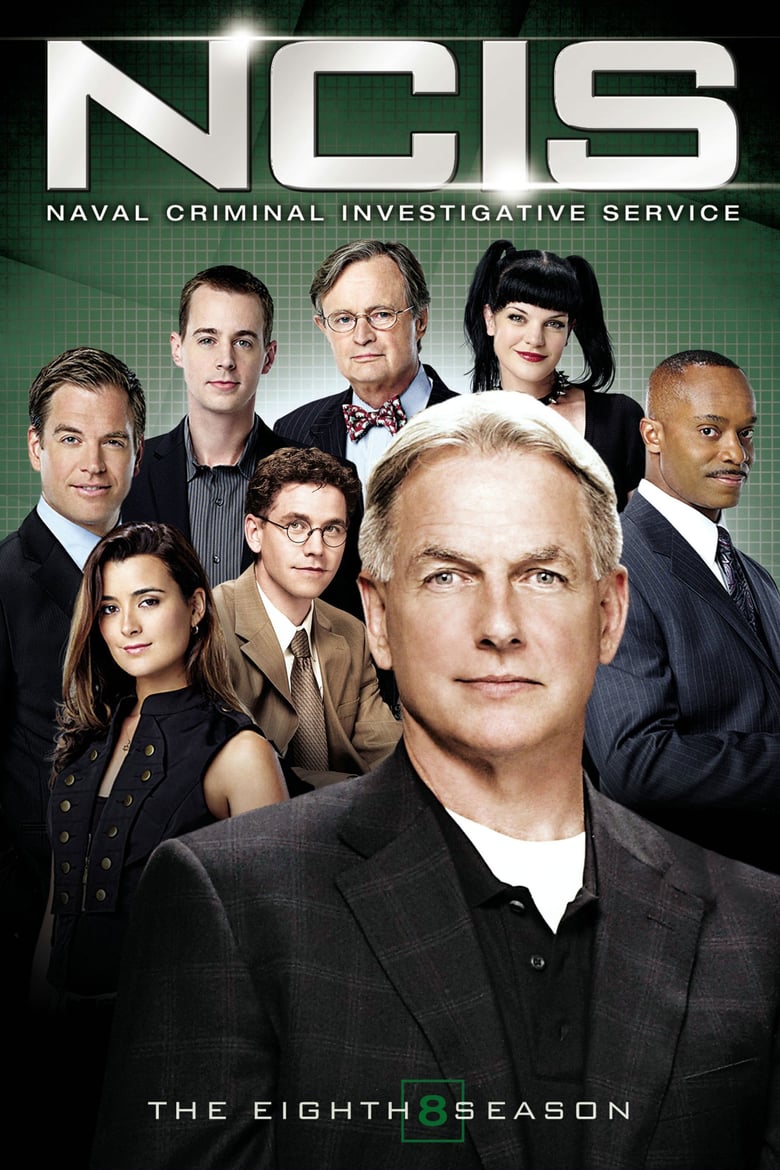 NCIS
NAVAL CRIMINAL INVESTIGATIVE SERVICE
THE EIGHTH 8 SEASON